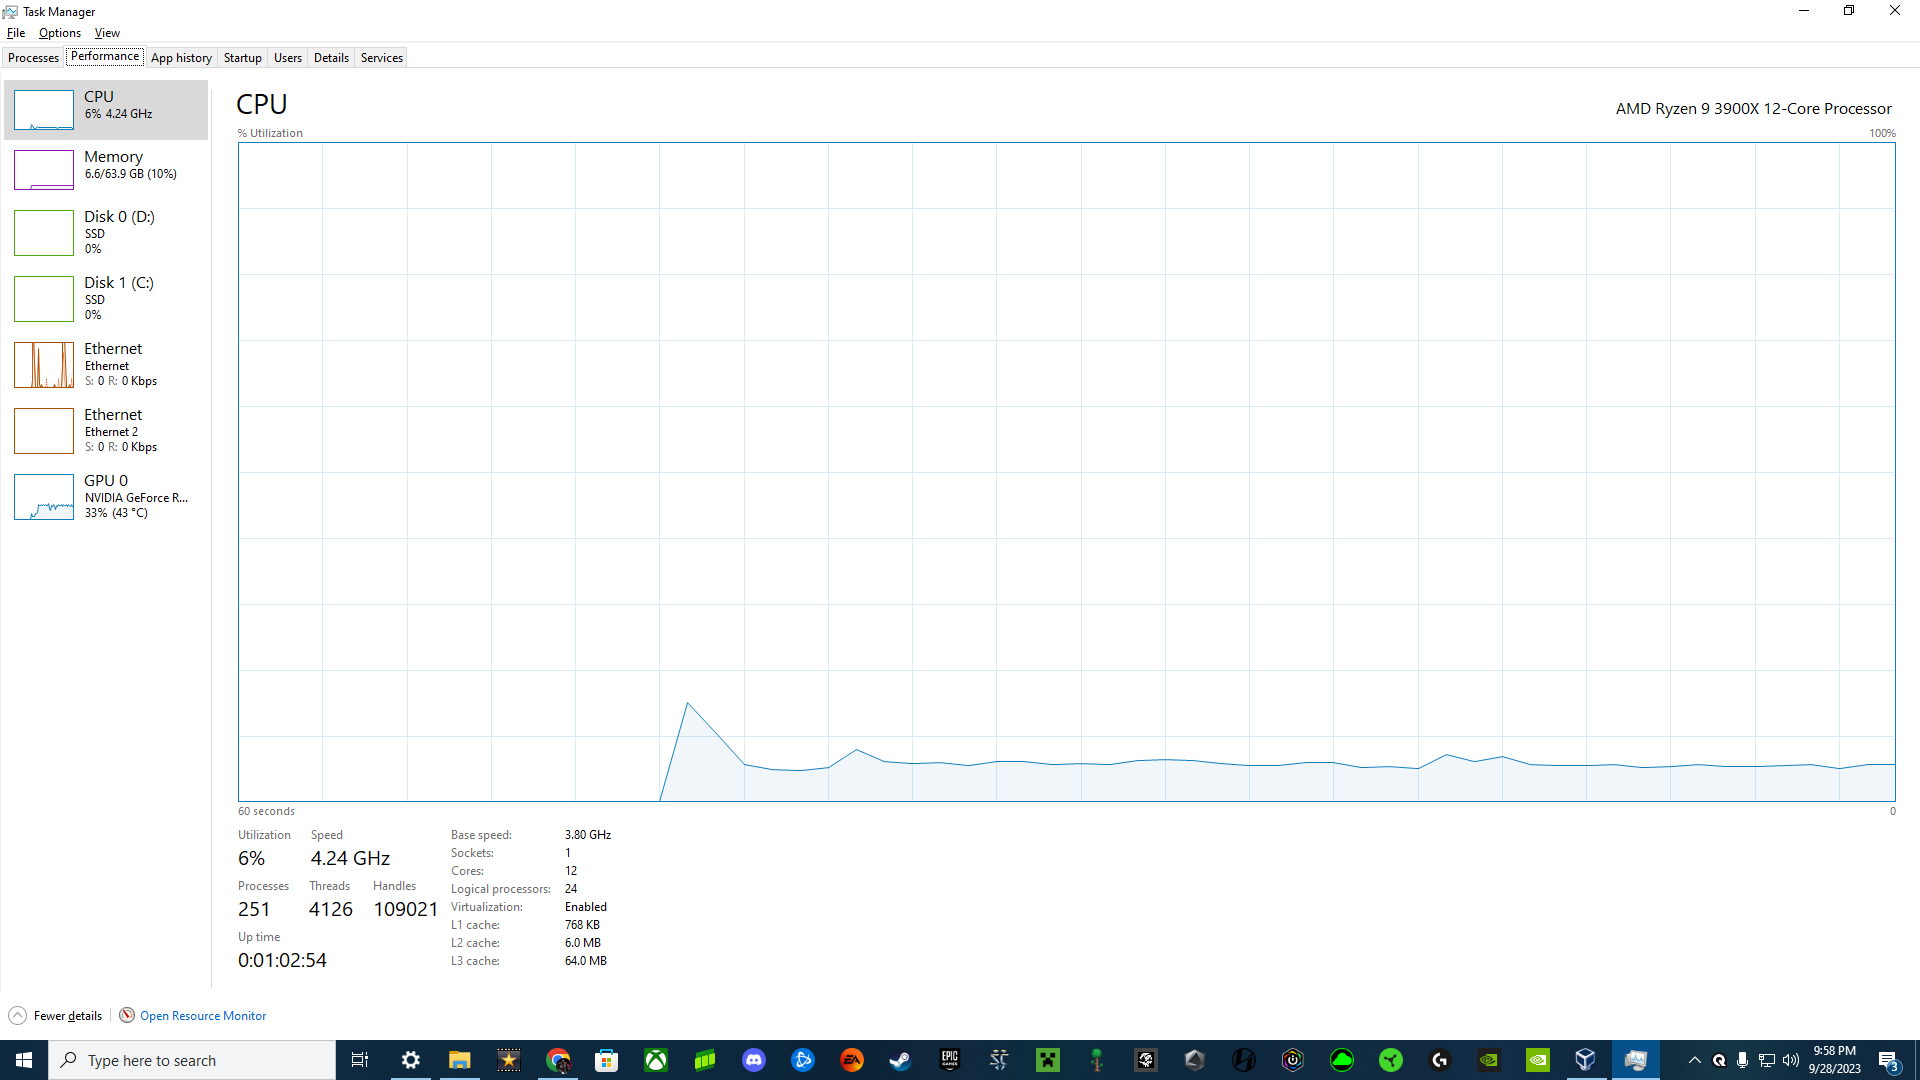 Task Manager
File Options View
Processes Performance App history Startup Users Details Services
CPU
6% 4.24 GHz
Memory
6.6/63.9 GB (10%)
Disk 0 (D:)
SSD
0%
Disk 1 (C:)
SSD
0%
Ethernet
Ethernet
S: 0 R: 0 Kbps
Ethernet
Ethernet 2
S: 0 R: 0 Kbps
GPU 0
NVIDIA GeForce R...
33% (43 °C)
CPU
AMD Ryzen 9 3900X 12-Core Processor
% Utilization
100%
60 seconds
0
Utilization Speed
6% 4.24 GHz
Processes Threads Handles
251 4126 109021
Up time
0:01:02:54
Base speed: 3.80 GHz
Sockets: 1
Cores: 12
Logical processors: 24
Virtualization: Enabled
L1 cache: 768 KB
L2 cache: 6.0 MB
L3 cache: 64.0 MB
Fewer details
Open Resource Monitor
Type here to search
EA
EPIC
GAMES
9:58 PM
9/28/2023
3